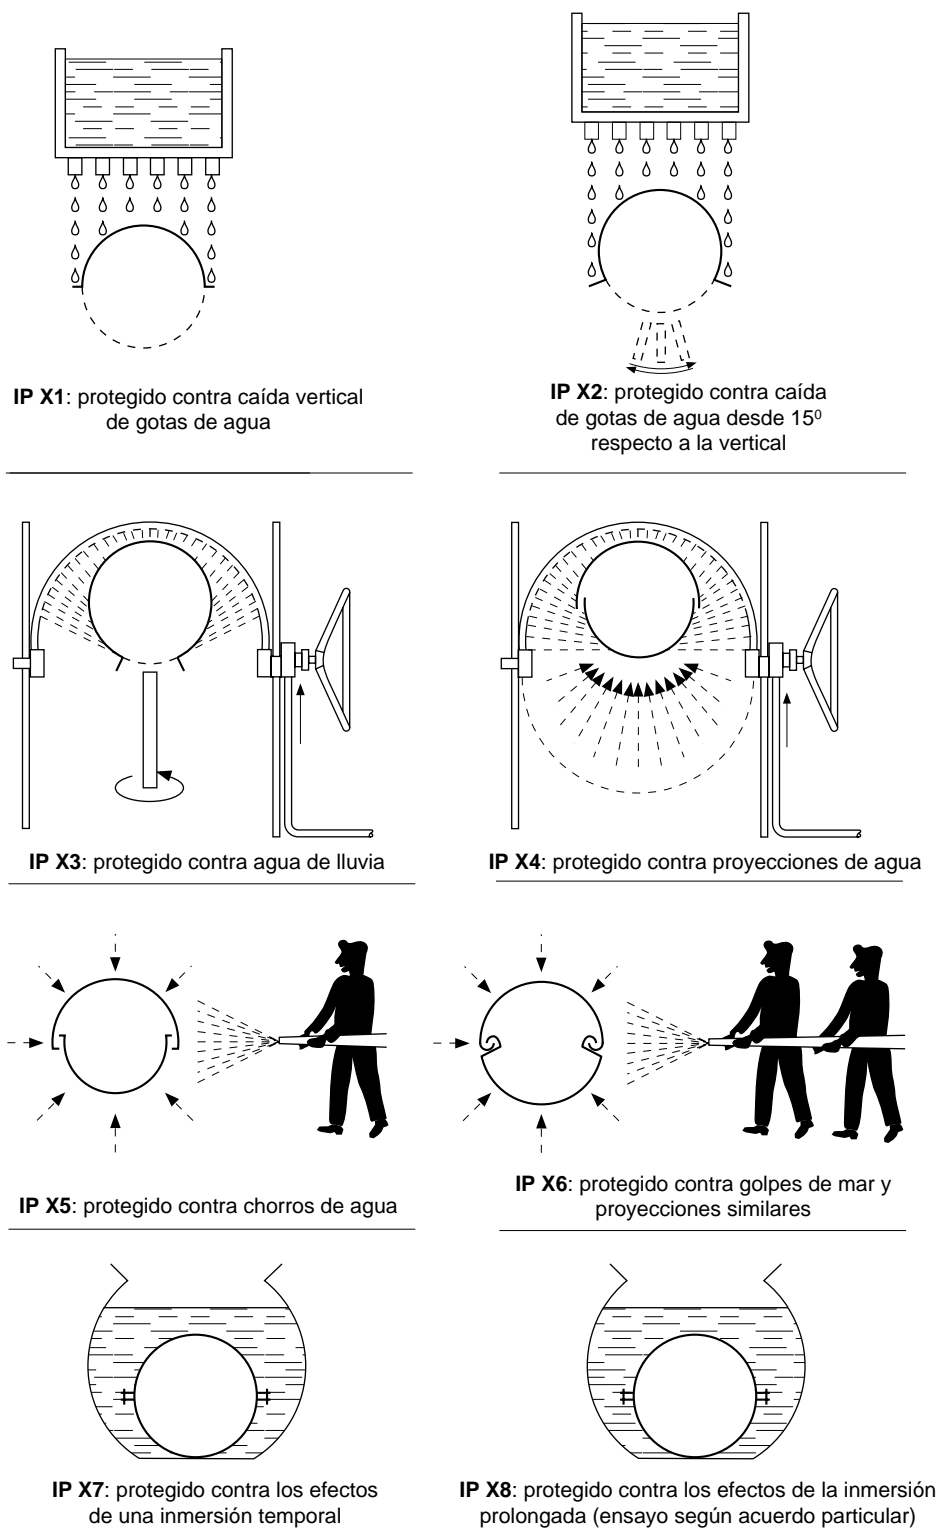 IP X1: protegido contra caída vertical
de gotas de agua
IP X2: protegido contra caída
de gotas de agua desde 15⁰
respecto a la vertical
IP X3: protegido contra agua de lluvia
IP X4: protegido contra proyecciones de agua
IP X5: protegido contra chorros de agua
IP X6: protegido contra golpes de mar y
proyecciones similares
IP X7: protegido contra los efectos
de una inmersión temporal
IP X8: protegido contra los efectos de la inmersión
prolongada (ensayo según acuerdo particular)